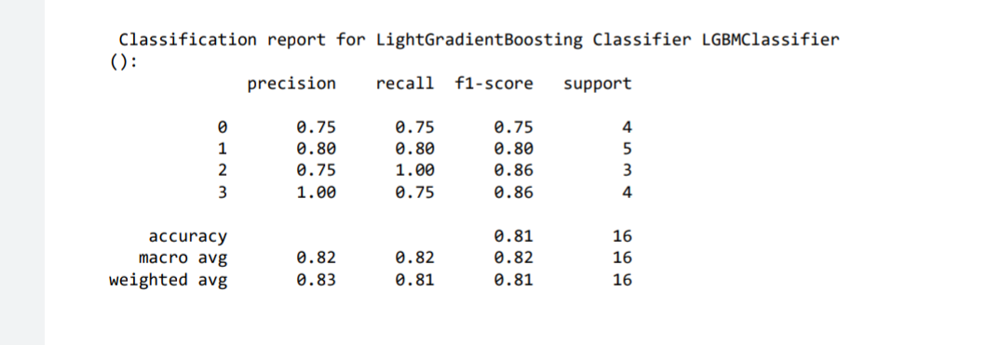 Classification report for LightGradientBoosting Classifier LGBMClassifier
():
precision recall f1-score support
0 0.75 0.75 0.75 4
1 0.80 0.80 0.80 5
2 0.75 1.00 0.86 3
3 1.00 0.75 0.86 4
accuracy 0.81 16
macro avg 0.82 0.82 0.82 16
weighted avg 0.83 0.81 0.81 16